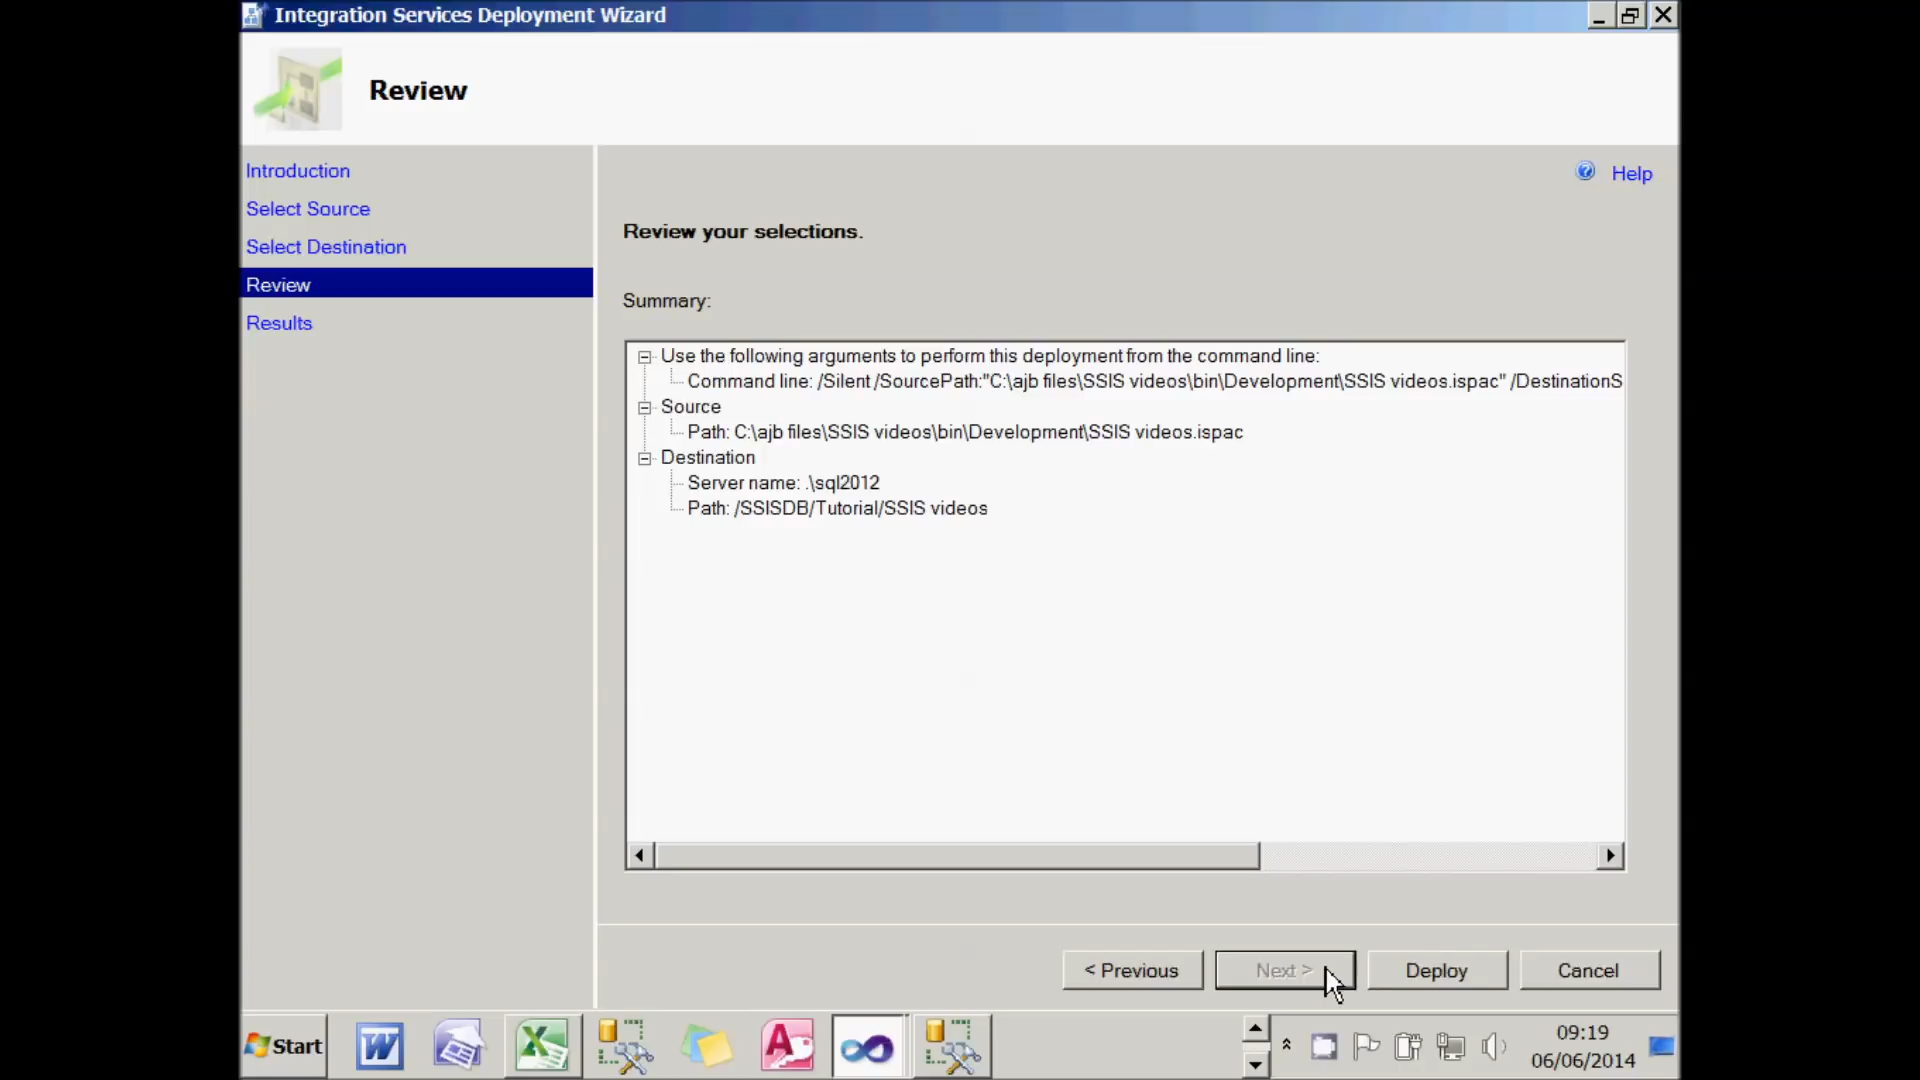 Integration Services Deployment Wizard
Review
Introduction
Select Source
Select Destination
Review
Results
Help
Review your selections.
Summary:
Use the following arguments to perform this deployment from the command line:
Command line: /Silent /SourcePath:"C:\ajb files\SSIS videos\bin\Development\SSIS videos.ispac" /DestinationS
Source
Path: C:\ajb files\SSIS videos\bin\Development\SSIS videos.ispac
Destination
Server name: .\sql2012
Path: /SSISDB/Tutorial/SSIS videos
< Previous
Next >
Deploy
Cancel
Start
09:19
06/06/2014